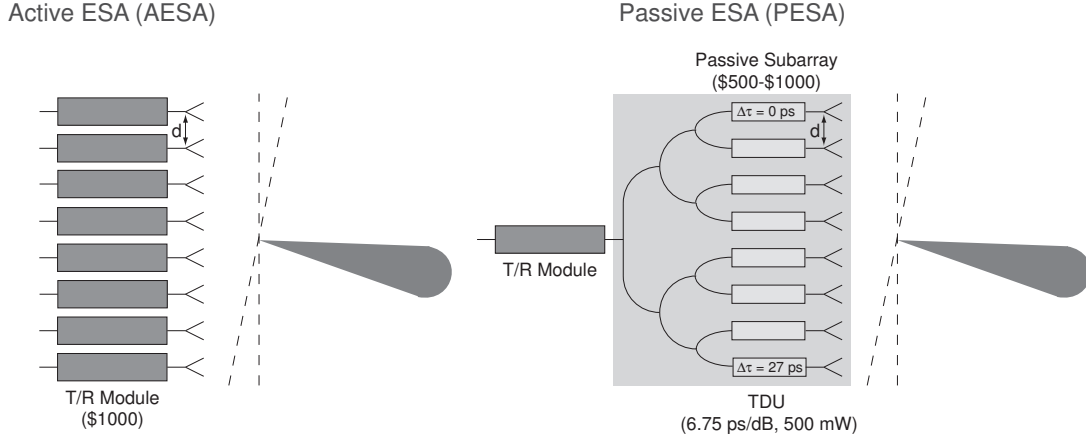 Active ESA (AESA)
Passive ESA (PESA)
Passive Subarray
($500-$1000)
Δτ = 0 ps
d
d
T/R Module
Δτ = 27 ps
T/R Module
($1000)
TDU
(6.75 ps/dB, 500 mW)